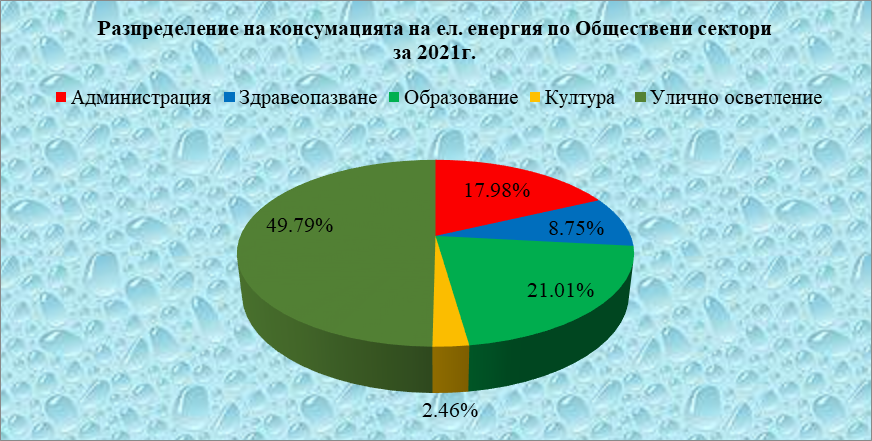 Разпределение на консумацията на ел. енергия по Обществени сектори
за 2021г.
Администрация Здравеопазване Образование Култура Улично осветление
17.98%
8.75%
49.79%
21.01%
2.46%